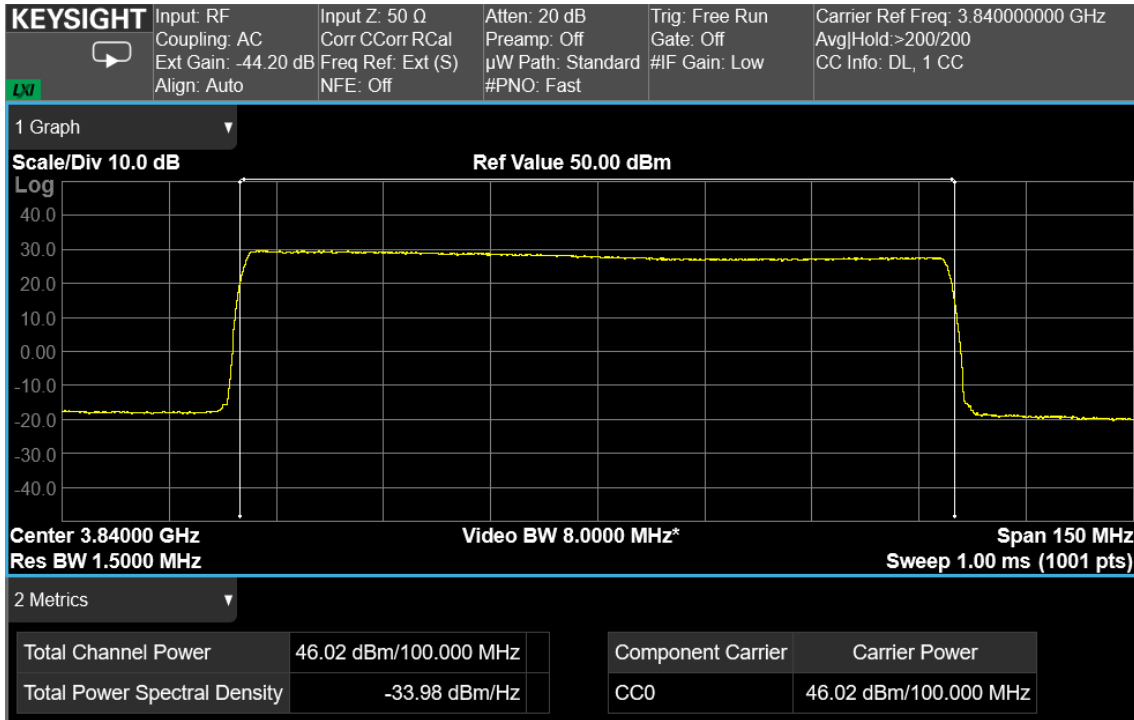 KEYSIGHT
LXI
Input: RF
Coupling: AC
Ext Gain: -44.20 dB
Align: Auto
Input Z: 50 Ω
Corr CCorr RCal
Freq Ref: Ext (S)
NFE: Off
Atten: 20 dB
Preamp: Off
µW Path: Standard
#PNO: Fast
Trig: Free Run
Gate: Off
#IF Gain: Low
Carrier Ref Freq: 3.840000000 GHz
Avg|Hold:>200/200
CC Info: DL, 1 CC
1 Graph ▼
Scale/Div 10.0 dB
Ref Value 50.00 dBm
Log
40.0
30.0
20.0
10.0
0.00
-10.0
-20.0
-30.0
-40.0
Center 3.84000 GHz
Video BW 8.0000 MHz*
Span 150 MHz
Res BW 1.5000 MHz
Sweep 1.00 ms (1001 pts)
2 Metrics ▼
Total Channel Power 46.02 dBm/100.000 MHz
Total Power Spectral Density -33.98 dBm/Hz
Component Carrier Carrier Power
CC0 46.02 dBm/100.000 MHz